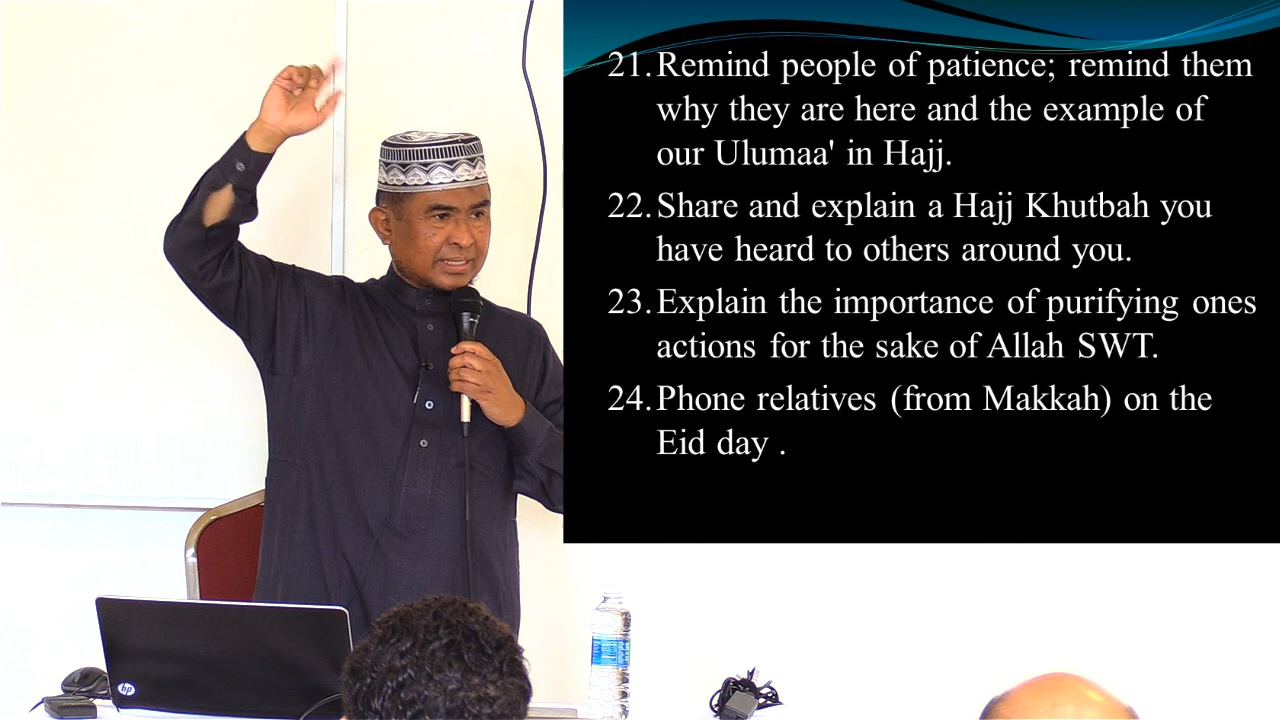 21. Remind people of patience; remind them
why they are here and the example of
our Ulumaa' in Hajj.
22. Share and explain a Hajj Khutbah you
have heard to others around you.
23. Explain the importance of purifying ones
actions for the sake of Allah SWT.
24. Phone relatives (from Makkah) on the
Eid day .
hp